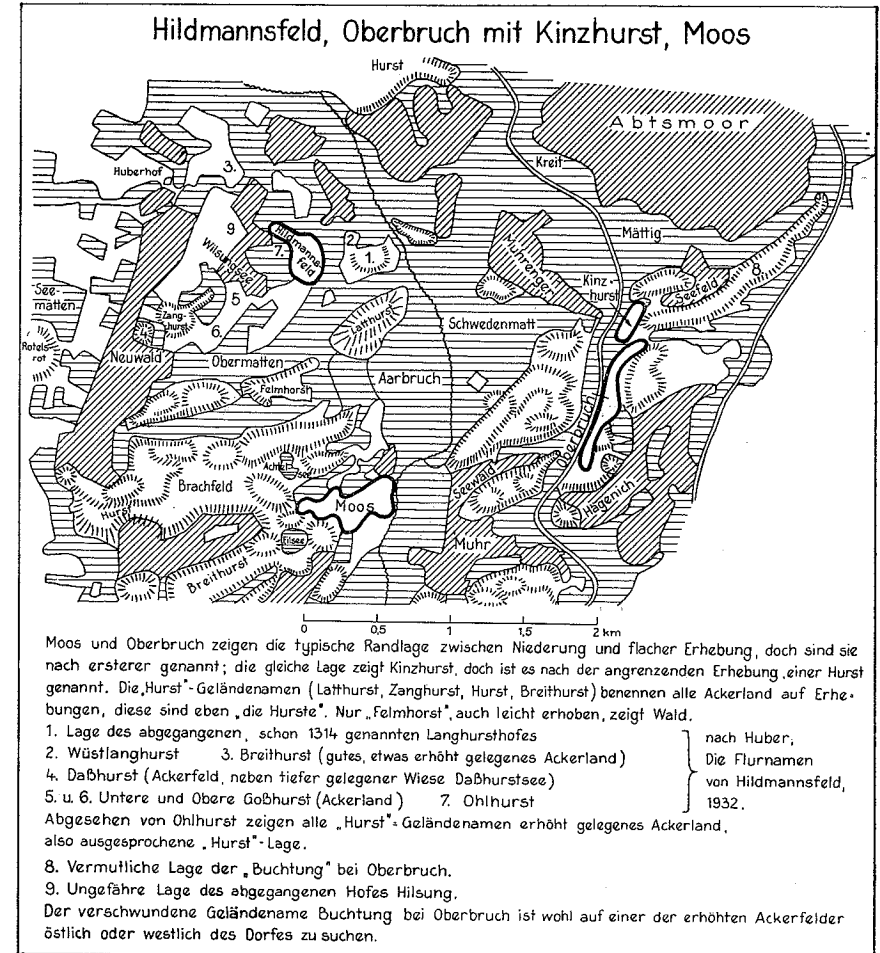 Hildmannsfeld, Oberbruch mit Kinzhurst, Moos
Hurst
Abtsmoor
Huberhof
3.
Kreit
9
Wilsungsee
Hildmanns-
feld
7.
2.
1.
Mättig
Kinz-
hurst
Seefeld
8.
See-
matten
Zang-
hurst
5
4.
6.
Latthurst
Schwedenmatt
Rotels-
rot
Neuwald
Obermatten
Aarbruch
Felmhorst
Oberbruch
Brachfeld
Seewald
Hägenich
Hurst
Moos
Eilsee
Muhr
Breithurst
0 0,5 1 1,5 2 km
Moos und Oberbruch zeigen die typische Randlage zwischen Niederung und flacher Erhebung, doch sind sie
nach ersterer genannt; die gleiche Lage zeigt Kinzhurst, doch ist es nach der angrenzenden Erhebung, einer Hurst
genannt. Die „Hurst"-Geländenamen (Latthurst, Zanghurst, Hurst, Breithurst) benennen alle Ackerland auf Erhe-
bungen, diese sind eben „die Hurste". Nur „Felmhorst", auch leicht erhoben, zeigt Wald.
1. Lage des abgegangenen, schon 1314 genannten Langhursthofes
2. Wüstlanghurst 3. Breithurst (gutes, etwas erhöht gelegenes Ackerland)
4. Daßhurst (Ackerfeld, neben tiefer gelegener Wiese Daßhurstsee)
5. u. 6. Untere und Obere Goßhurst (Ackerland) 7. Ohlhurst
nach Huber,
Die Flurnamen
von Hildmannsfeld,
1932.
Abgesehen von Ohlhurst zeigen alle „Hurst"-Geländenamen erhöht gelegenes Ackerland,
also ausgesprochene „Hurst"-Lage.
8. Vermutliche Lage der „Buchtung" bei Oberbruch.
9. Ungefähre Lage des abgegangenen Hofes Hilsung.
Der verschwundene Geländename Buchtung bei Oberbruch ist wohl auf einer der erhöhten Ackerfelder
östlich oder westlich des Dorfes zu suchen.